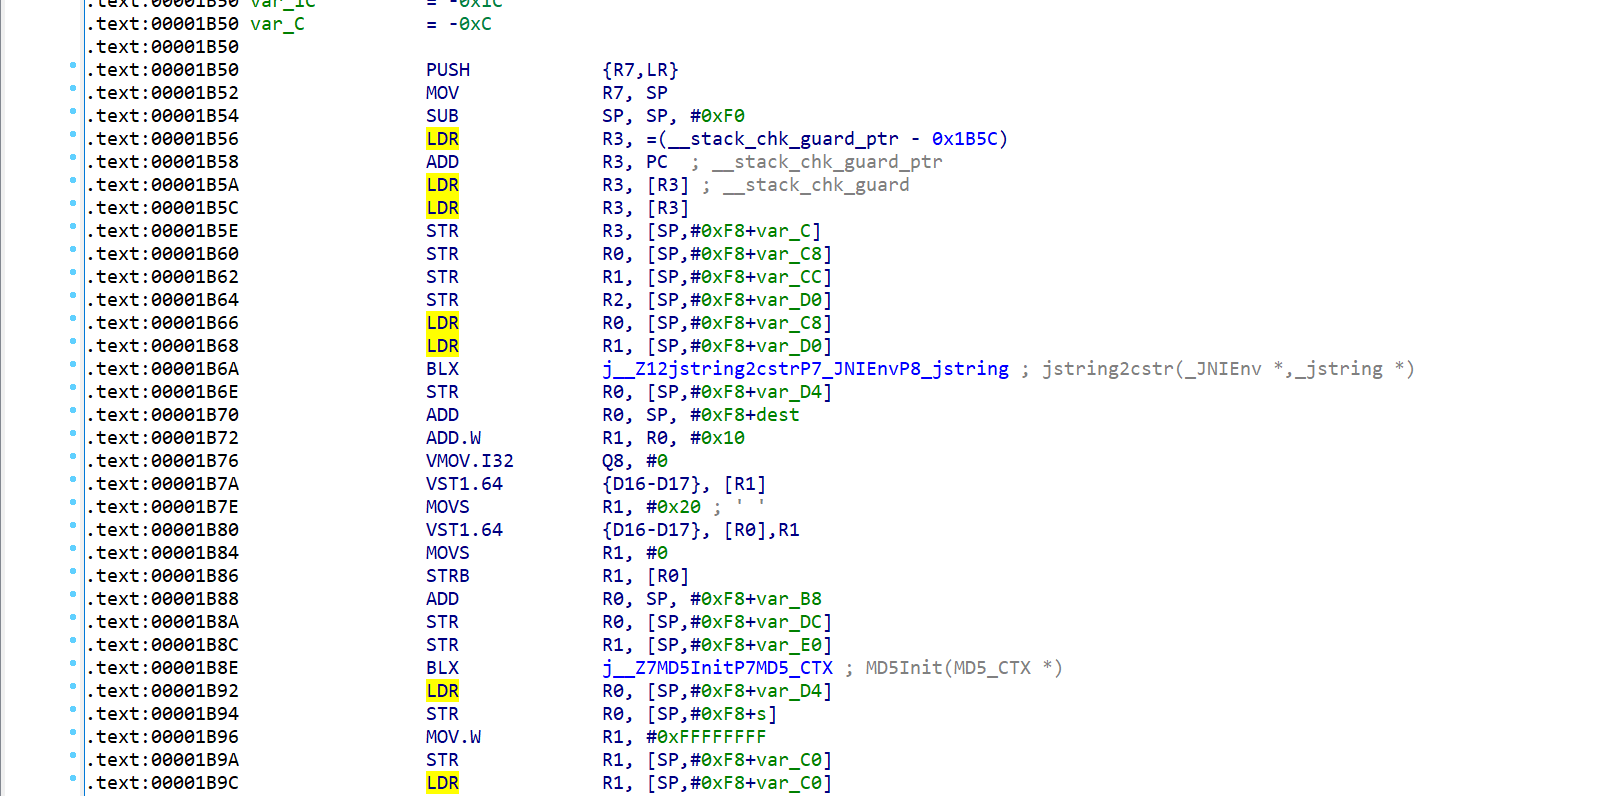 .text:00001B50 var_1C          = -0x1C
.text:00001B50 var_C           = -0xC
.text:00001B50
.text:00001B50                 PUSH            {R7,LR}
.text:00001B52                 MOV             R7, SP
.text:00001B54                 SUB             SP, SP, #0xF0
.text:00001B56                 LDR             R3, =(__stack_chk_guard_ptr - 0x1B5C)
.text:00001B58                 ADD             R3, PC  ; __stack_chk_guard_ptr
.text:00001B5A                 LDR             R3, [R3] ; __stack_chk_guard
.text:00001B5C                 LDR             R3, [R3]
.text:00001B5E                 STR             R3, [SP,#0xF8+var_C]
.text:00001B60                 STR             R0, [SP,#0xF8+var_C8]
.text:00001B62                 STR             R1, [SP,#0xF8+var_CC]
.text:00001B64                 STR             R2, [SP,#0xF8+var_D0]
.text:00001B66                 LDR             R0, [SP,#0xF8+var_C8]
.text:00001B68                 LDR             R1, [SP,#0xF8+var_D0]
.text:00001B6A                 BLX             j__Z12jstring2cstrP7_JNIEnvP8_jstring ; jstring2cstr(_JNIEnv *,_jstring *)
.text:00001B6E                 STR             R0, [SP,#0xF8+var_D4]
.text:00001B70                 ADD             R0, SP, #0xF8+dest
.text:00001B72                 ADD.W           R1, R0, #0x10
.text:00001B76                 VMOV.I32        Q8, #0
.text:00001B7A                 VST1.64         {D16-D17}, [R1]
.text:00001B7E                 MOVS            R1, #0x20 ; ' '
.text:00001B80                 VST1.64         {D16-D17}, [R0],R1
.text:00001B84                 MOVS            R1, #0
.text:00001B86                 STRB            R1, [R0]
.text:00001B88                 ADD             R0, SP, #0xF8+var_B8
.text:00001B8A                 STR             R0, [SP,#0xF8+var_DC]
.text:00001B8C                 STR             R1, [SP,#0xF8+var_E0]
.text:00001B8E                 BLX             j__Z7MD5InitP7MD5_CTX ; MD5Init(MD5_CTX *)
.text:00001B92                 LDR             R0, [SP,#0xF8+var_D4]
.text:00001B94                 STR             R0, [SP,#0xF8+s]
.text:00001B96                 MOV.W           R1, #0xFFFFFFFF
.text:00001B9A                 STR             R1, [SP,#0xF8+var_C0]
.text:00001B9C                 LDR             R1, [SP,#0xF8+var_C0]